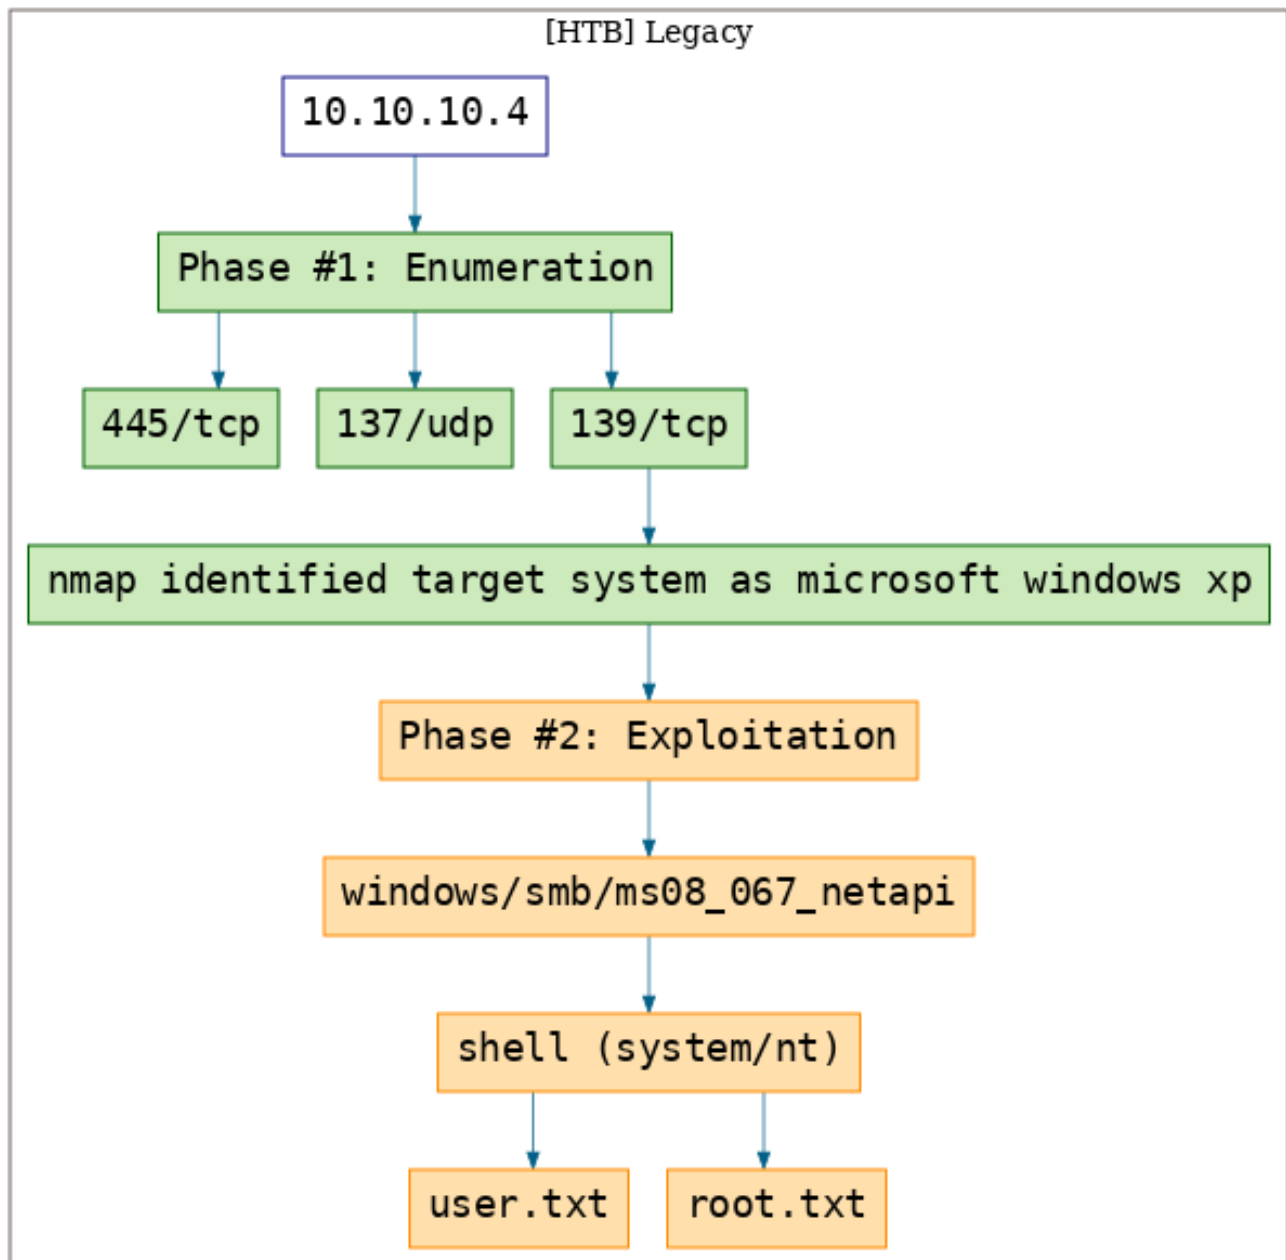 [HTB] Legacy
10.10.10.4
Phase #1: Enumeration
445/tcp
137/udp
139/tcp
nmap identified target system as microsoft windows xp
Phase #2: Exploitation
windows/smb/ms08_067_netapi
shell (system/nt)
user.txt
root.txt